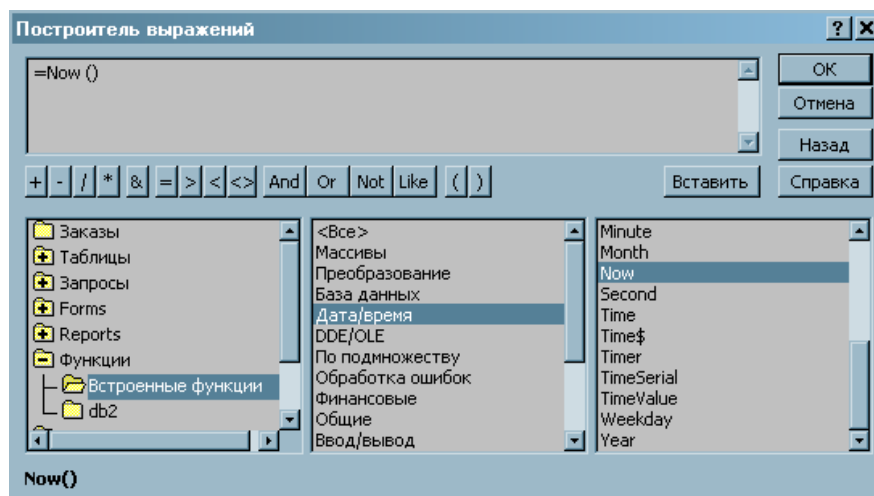 Построитель выражений
=Now ()
ОК
Отмена
Назад
+ - / * & = > < <> And Or Not Like ( ) Вставить Справка
Заказы
Таблицы
Запросы
Forms
Reports
Функции
Встроенные функции
db2
<Все>
Массивы
Преобразование
База данных
Дата/время
DDE/OLE
По подмножеству
Обработка ошибок
Финансовые
Общие
Ввод/вывод
Minute
Month
Now
Second
Time
Time$
Timer
TimeSerial
TimeValue
Weekday
Year
Now()